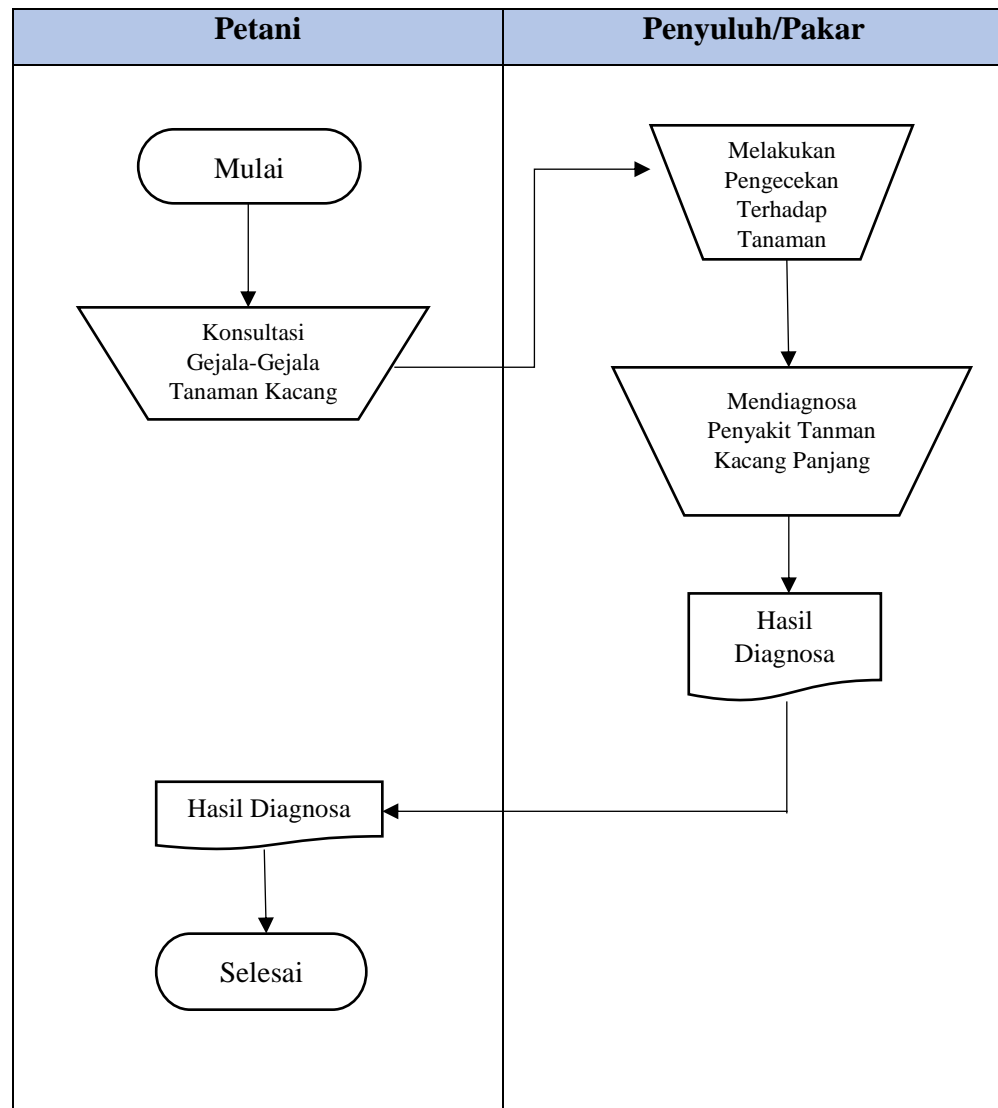 Petani
Penyuluh/Pakar
Mulai
Melakukan
Pengecekan
Terhadap
Tanaman
Konsultasi
Gejala-Gejala
Tanaman Kacang
Mendiagnosa
Penyakit Tanman
Kacang Panjang
Hasil
Diagnosa
Hasil Diagnosa
Selesai